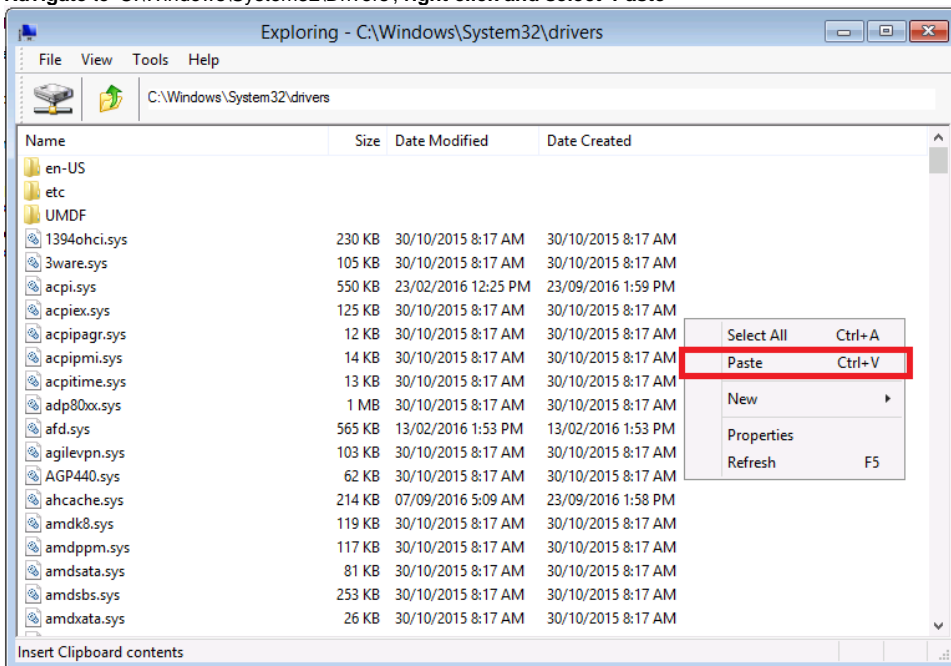 Navigate to 'C:\Windows\System32\Drivers', right click and select 'Paste'
Exploring - C:\Windows\System32\drivers
File View Tools Help
C:\Windows\System32\drivers
Name Size Date Modified Date Created
en-US
etc
UMDF
1394ohci.sys 230 KB 30/10/2015 8:17 AM 30/10/2015 8:17 AM
3ware.sys 105 KB 30/10/2015 8:17 AM 30/10/2015 8:17 AM
acpi.sys 550 KB 23/02/2016 12:25 PM 23/09/2016 1:59 PM
acpiex.sys 125 KB 30/10/2015 8:17 AM 30/10/2015 8:17 AM
acpipagr.sys 12 KB 30/10/2015 8:17 AM 30/10/2015 8:17 AM
Select All Ctrl+A
acpipmi.sys 14 KB 30/10/2015 8:17 AM 30/10/2015 8:17 AM
Paste Ctrl+V
acpitime.sys 13 KB 30/10/2015 8:17 AM 30/10/2015 8:17 AM
adp80xx.sys 1 MB 30/10/2015 8:17 AM 30/10/2015 8:17 AM
New
afd.sys 565 KB 13/02/2016 1:53 PM 13/02/2016 1:53 PM
Properties
agilevpn.sys 103 KB 30/10/2015 8:17 AM 30/10/2015 8:17 AM
Refresh F5
AGP440.sys 62 KB 30/10/2015 8:17 AM 30/10/2015 8:17 AM
ahcache.sys 214 KB 07/09/2016 5:09 AM 23/09/2016 1:58 PM
amdk8.sys 119 KB 30/10/2015 8:17 AM 30/10/2015 8:17 AM
amdppm.sys 117 KB 30/10/2015 8:17 AM 30/10/2015 8:17 AM
amdsata.sys 81 KB 30/10/2015 8:17 AM 30/10/2015 8:17 AM
amdsbs.sys 253 KB 30/10/2015 8:17 AM 30/10/2015 8:17 AM
amdxata.sys 26 KB 30/10/2015 8:17 AM 30/10/2015 8:17 AM
Insert Clipboard contents